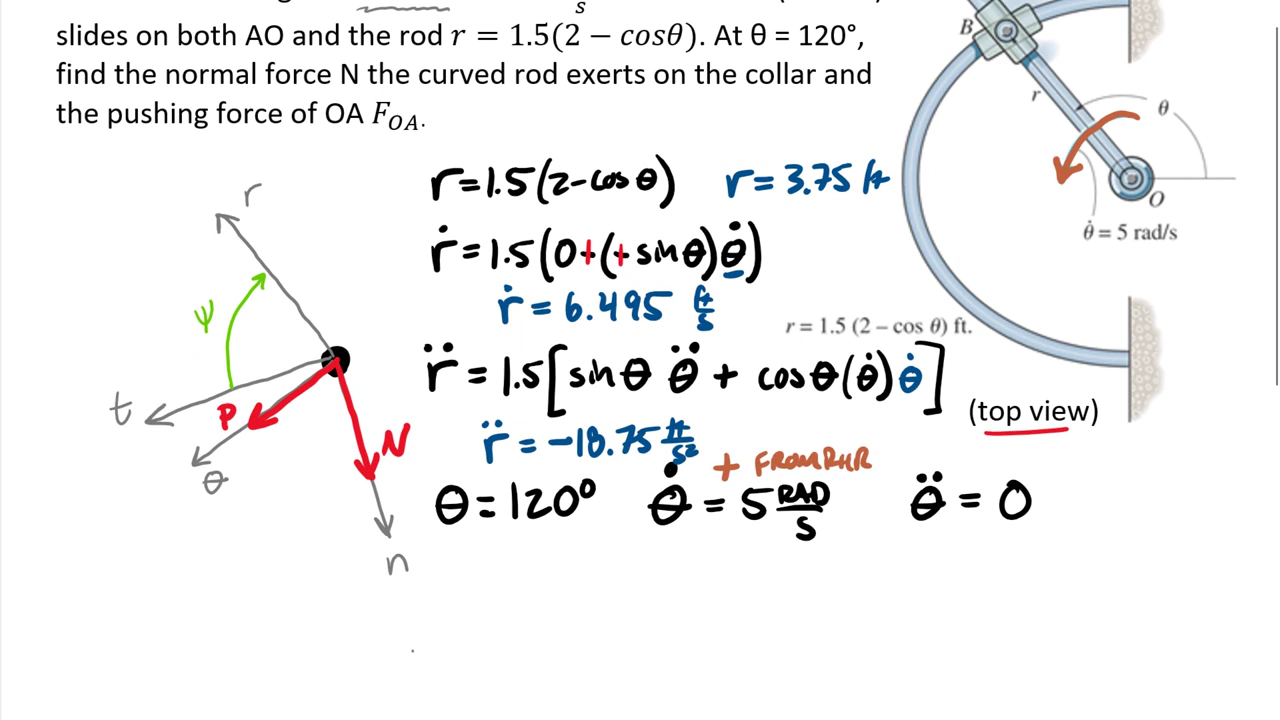 s
slides on both AO and the rod r = 1.5(2 − cosθ). At θ = 120°,
find the normal force N the curved rod exerts on the collar and
the pushing force of OA F_OA.
B
r
θ
O
θ̇ = 5 rad/s
r = 1.5 (2 – cos θ) ft.
(top view)
r
ψ
t
P
θ
N
n
r=1.5(2-cos θ) r= 3.75 ft
ṙ=1.5(0+(+sinθ)θ̇)
ṙ= 6.495 ft/s
r̈ = 1.5[sinθ θ̈ + cosθ(θ̇)θ̇]
r̈ = -18.75 ft/s²
+ FROM RHR
θ=120° θ̇ = 5 RAD/S θ̈ = 0